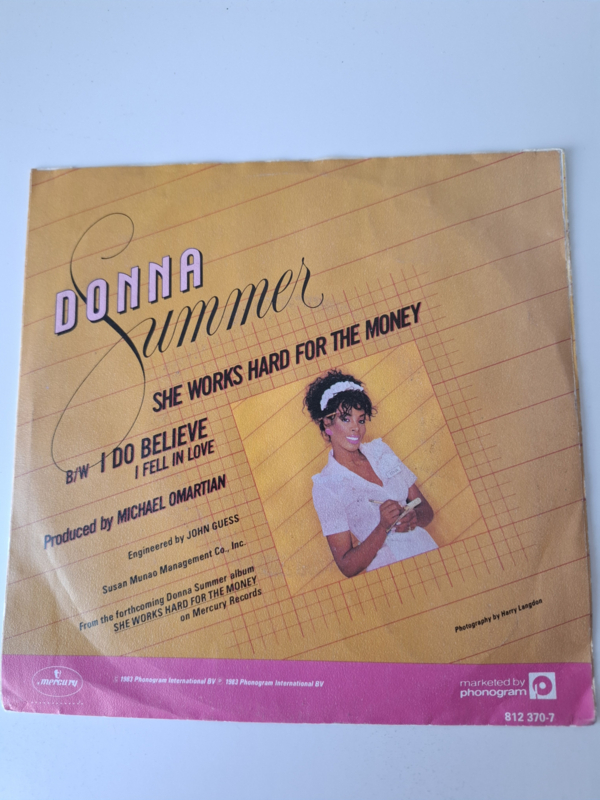 DONNA
Summer
SHE WORKS HARD FOR THE MONEY
B/W I DO BELIEVE
I FELL IN LOVE
Produced by MICHAEL OMARTIAN
Engineered by JOHN GUESS
Susan Munao Management Co., Inc.
From the forthcoming Donna Summer album
SHE WORKS HARD FOR THE MONEY
on Mercury Records
Photography by Harry Langdon
mercury
© 1983 Phonogram International BV ℗ 1983 Phonogram International BV
marketed by
phonogram
812 370-7